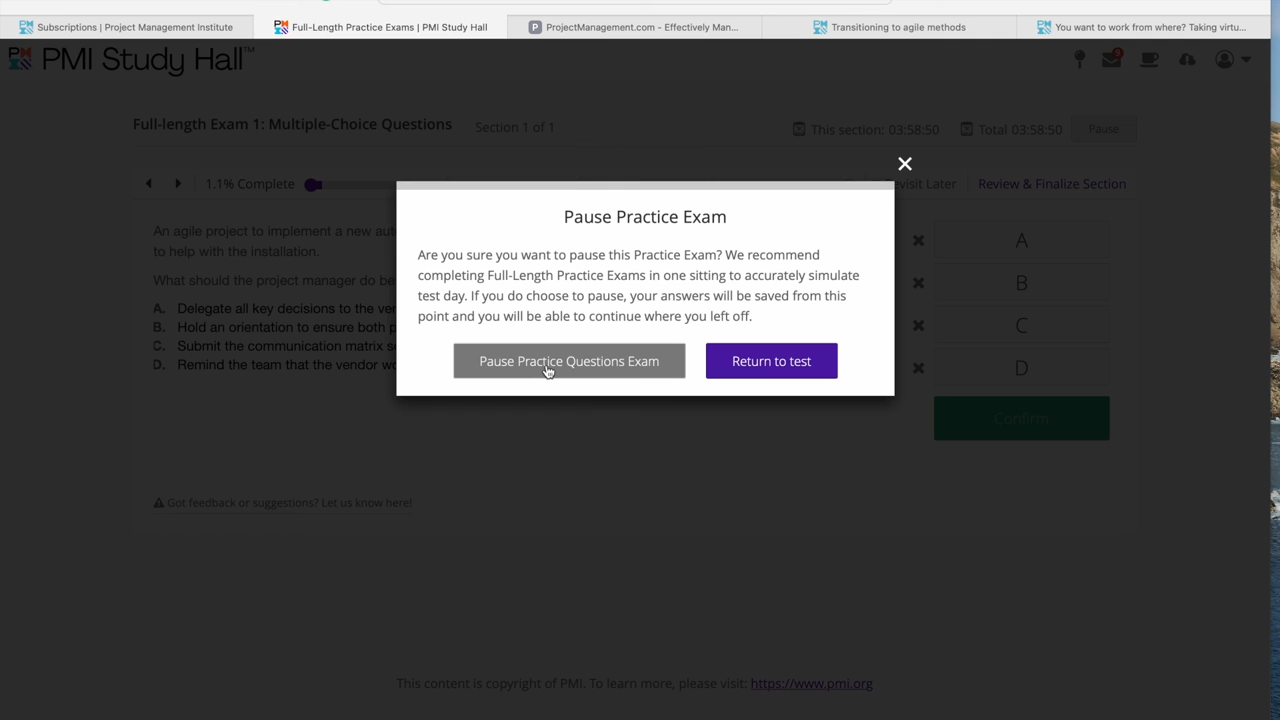 Subscriptions | Project Management Institute
Full-Length Practice Exams | PMI Study Hall
ProjectManagement.com - Effectively Man...
Transitioning to agile methods
You want to work from where? Taking virtu...
PMI Study Hall™
Full-length Exam 1: Multiple-Choice Questions
Section 1 of 1
This section: 03:58:50
Total 03:58:50
Pause
1.1% Complete
Revisit Later
Review & Finalize Section
Pause Practice Exam
Are you sure you want to pause this Practice Exam? We recommend
completing Full-Length Practice Exams in one sitting to accurately simulate
test day. If you do choose to pause, your answers will be saved from this
point and you will be able to continue where you left off.
Pause Practice Questions Exam
Return to test
An agile project to implement a new
to help with the installation.
What should the project manager do
A. Delegate all key decisions to the
B. Hold an orientation to ensure both
C. Submit the communication matrix
D. Remind the team that the vendor
A
B
C
D
Confirm
Got feedback or suggestions? Let us know here!
This content is copyright of PMI. To learn more, please visit: https://www.pmi.org